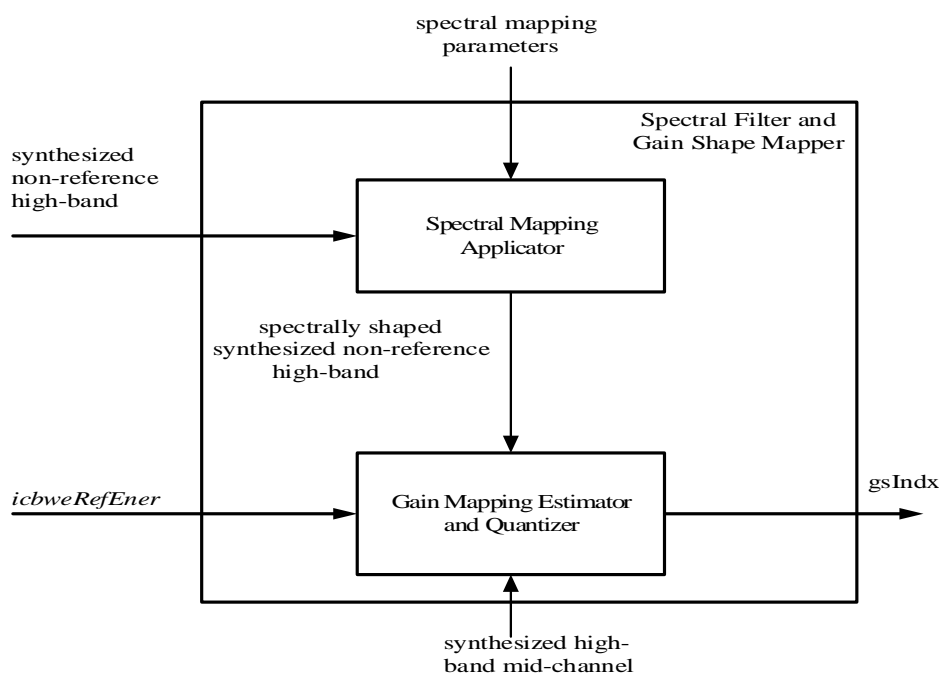 spectral mapping
parameters
Spectral Filter and
Gain Shape Mapper
synthesized
non-reference
high-band
Spectral Mapping
Applicator
spectrally shaped
synthesized non-reference
high-band
icbweRefEner
Gain Mapping Estimator
and Quantizer
gsIndx
synthesized high-
band mid-channel